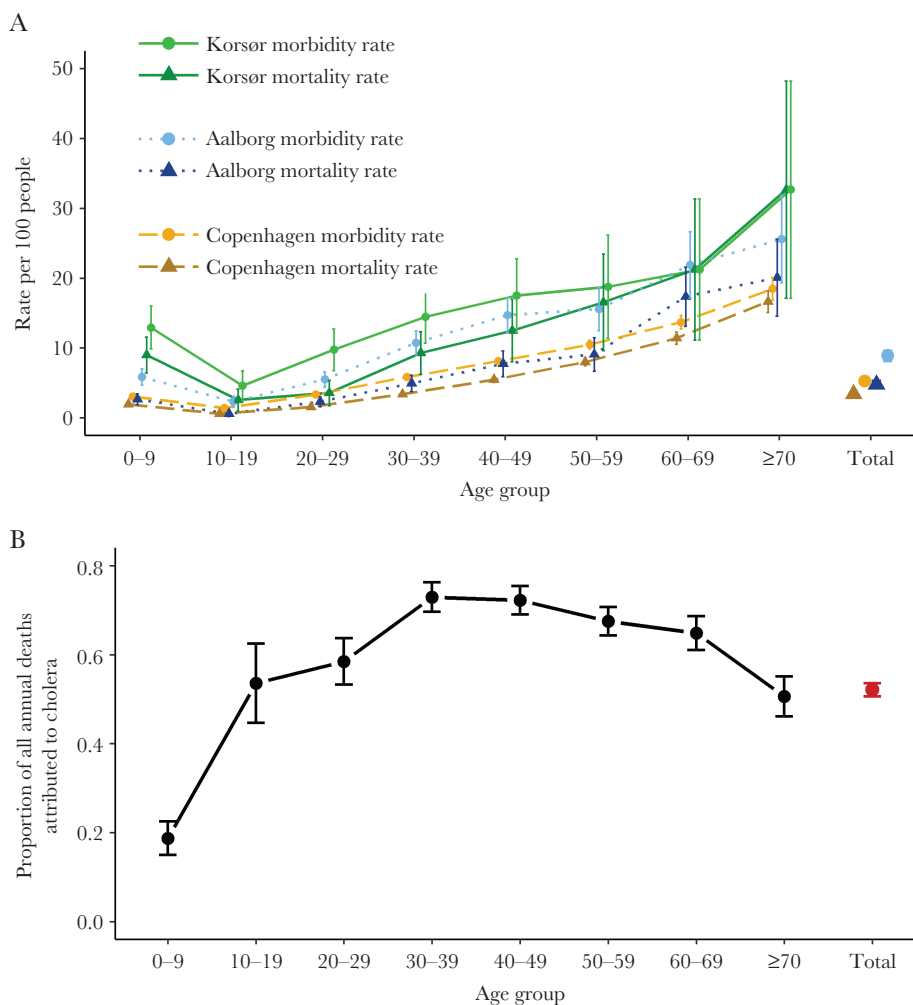 A
Korsør morbidity rate
Korsør mortality rate
Aalborg morbidity rate
Aalborg mortality rate
Copenhagen morbidity rate
Copenhagen mortality rate
Rate per 100 people
50
40
30
20
10
0
0–9 10–19 20–29 30–39 40–49 50–59 60–69 ≥70 Total
Age group
B
Proportion of all annual deaths
attributed to cholera
0.8
0.6
0.4
0.2
0.0
0–9 10–19 20–29 30–39 40–49 50–59 60–69 ≥70 Total
Age group